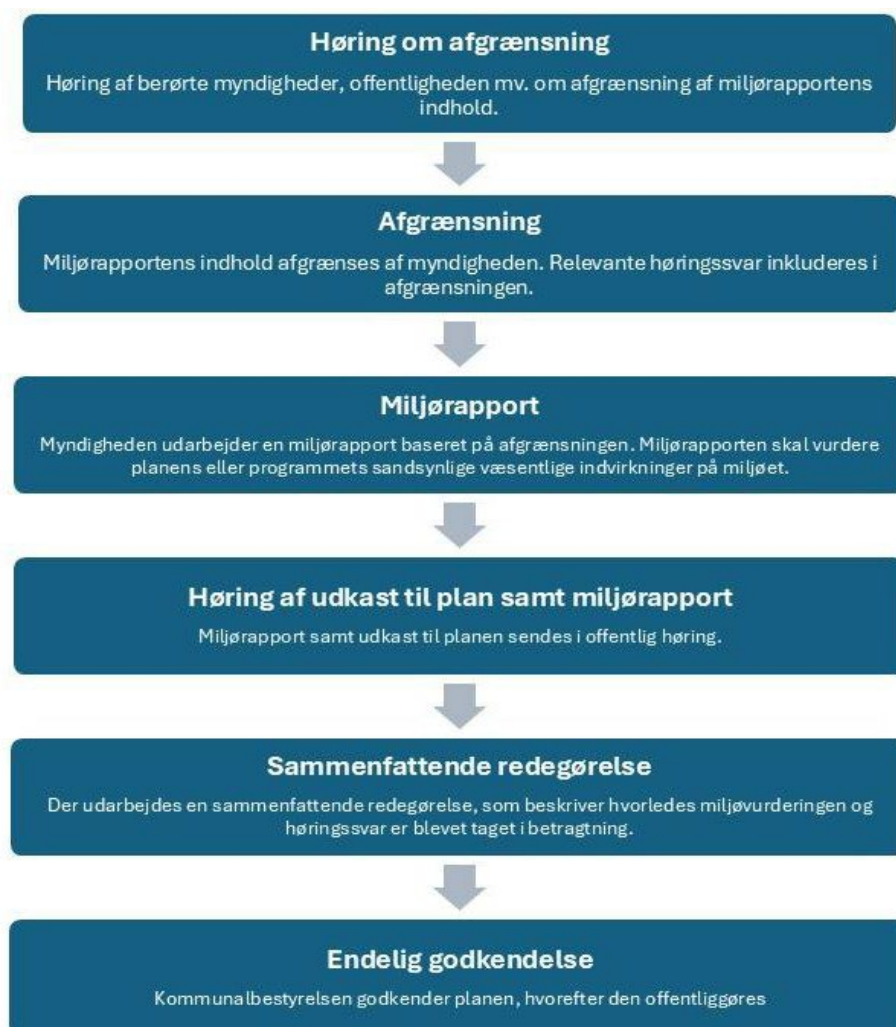 Høring om afgrænsning
Høring af berørte myndigheder, offentligheden mv. om afgrænsning af miljørapportens
indhold.
Afgrænsning
Miljørapportens indhold afgrænses af myndigheden. Relevante høringssvar inkluderes i
afgrænsningen.
Miljørapport
Myndigheden udarbejder en miljørapport baseret på afgrænsningen. Miljørapporten skal vurdere
planens eller programmets sandsynlige væsentlige indvirkninger på miljøet.
Høring af udkast til plan samt miljørapport
Miljørapport samt udkast til planen sendes i offentlig høring.
Sammenfattende redegørelse
Der udarbejdes en sammenfattende redegørelse, som beskriver hvorledes miljøvurderingen og
høringssvar er blevet taget i betragtning.
Endelig godkendelse
Kommunalbestyrelsen godkender planen, hvorefter den offentliggøres